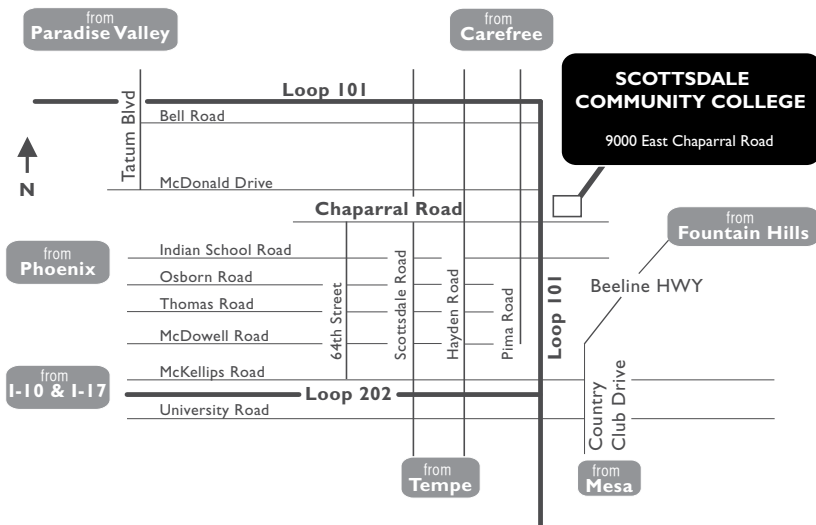 from
Paradise Valley
from
Carefree
SCOTTSDALE
COMMUNITY COLLEGE
9000 East Chaparral Road
Loop 101
Tatum Blvd
Bell Road
N
McDonald Drive
Chaparral Road
from
Fountain Hills
from
Phoenix
Indian School Road
Osborn Road
Thomas Road
McDowell Road
McKellips Road
64th Street
Scottsdale Road
Hayden Road
Pima Road
Loop 101
Beeline HWY
from
I-10 & I-17
Loop 202
University Road
Country
Club Drive
from
Tempe
from
Mesa